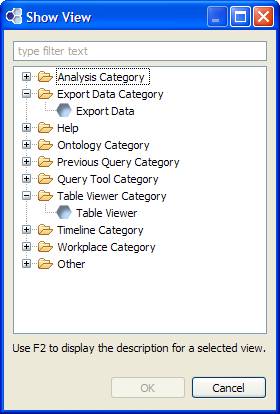 Show View
type filter text
Analysis Category
Export Data Category
Export Data
Help
Ontology Category
Previous Query Category
Query Tool Category
Table Viewer Category
Table Viewer
Timeline Category
Workplace Category
Other
Use F2 to display the description for a selected view.
OK
Cancel